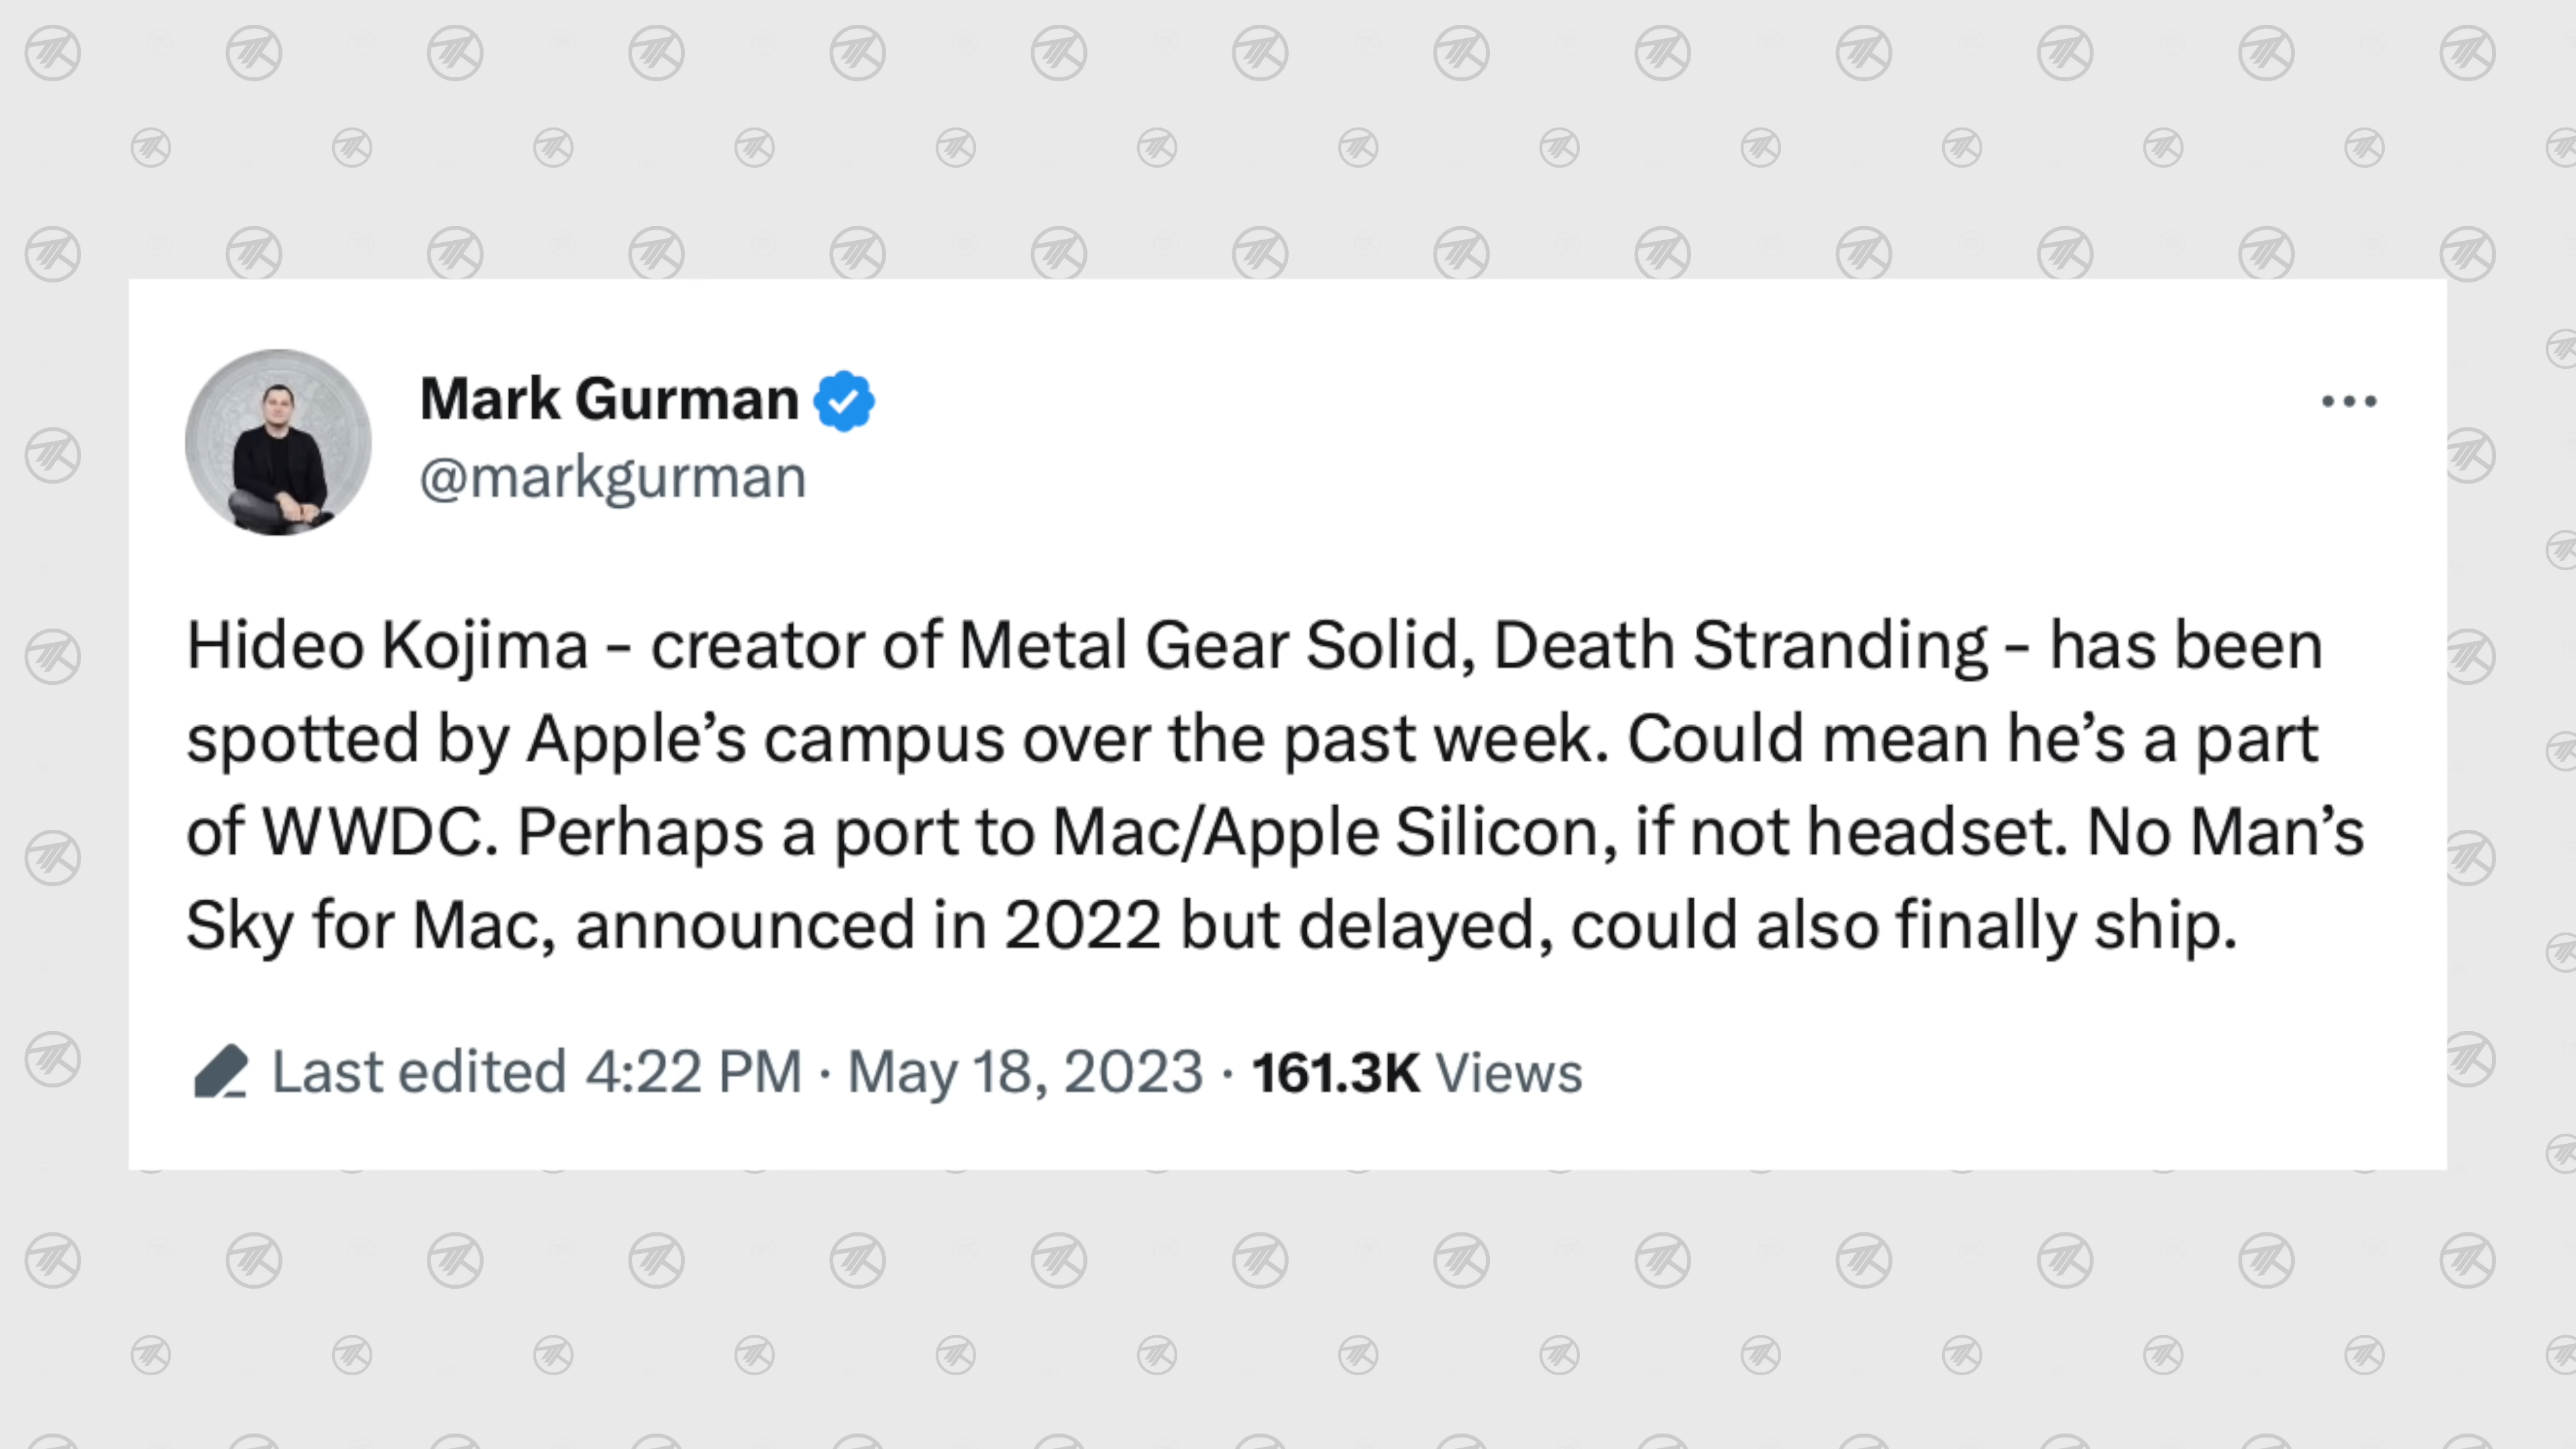 Mark Gurman
@markgurman
Hideo Kojima - creator of Metal Gear Solid, Death Stranding - has been
spotted by Apple’s campus over the past week. Could mean he’s a part
of WWDC. Perhaps a port to Mac/Apple Silicon, if not headset. No Man’s
Sky for Mac, announced in 2022 but delayed, could also finally ship.
Last edited 4:22 PM · May 18, 2023 · 161.3K Views